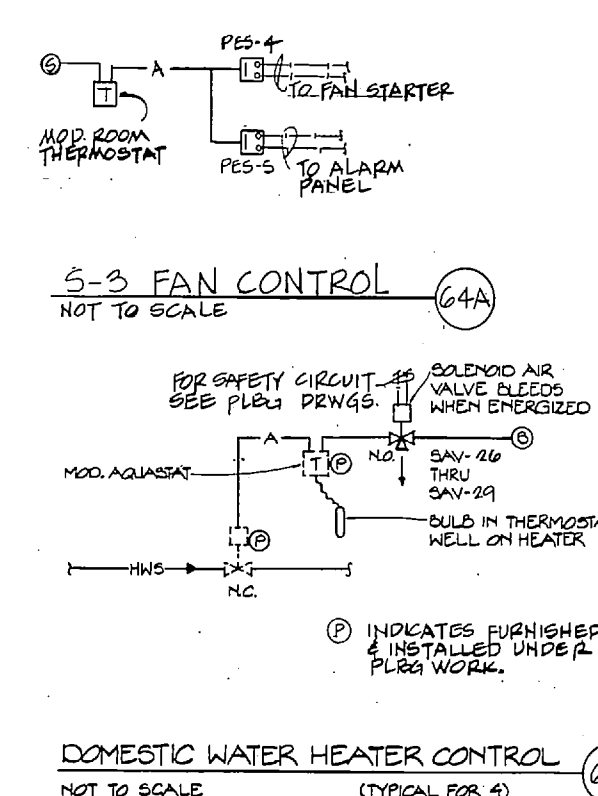 PES-4
S
A
T
TO FAN STARTER
MOD. ROOM
THERMOSTAT
PES-5
TO ALARM
PANEL
S-3 FAN CONTROL
64A
NOT TO SCALE
FOR SAFETY CIRCUIT
SEE PLBG DRWGS.
SOLENOID AIR
VALVE BLEEDS
WHEN ENERGIZED
A
B
N.O.
SAV-26
THRU
SAV-29
MOD. AQUASTAT
T
P
BULB IN THERMOSTA
WELL ON HEATER
P
HWS
N.C.
P INDICATES FURNISHED
& INSTALLED UNDER
PLBG WORK.
DOMESTIC WATER HEATER CONTROL
6
NOT TO SCALE
(TYPICAL FOR 4)